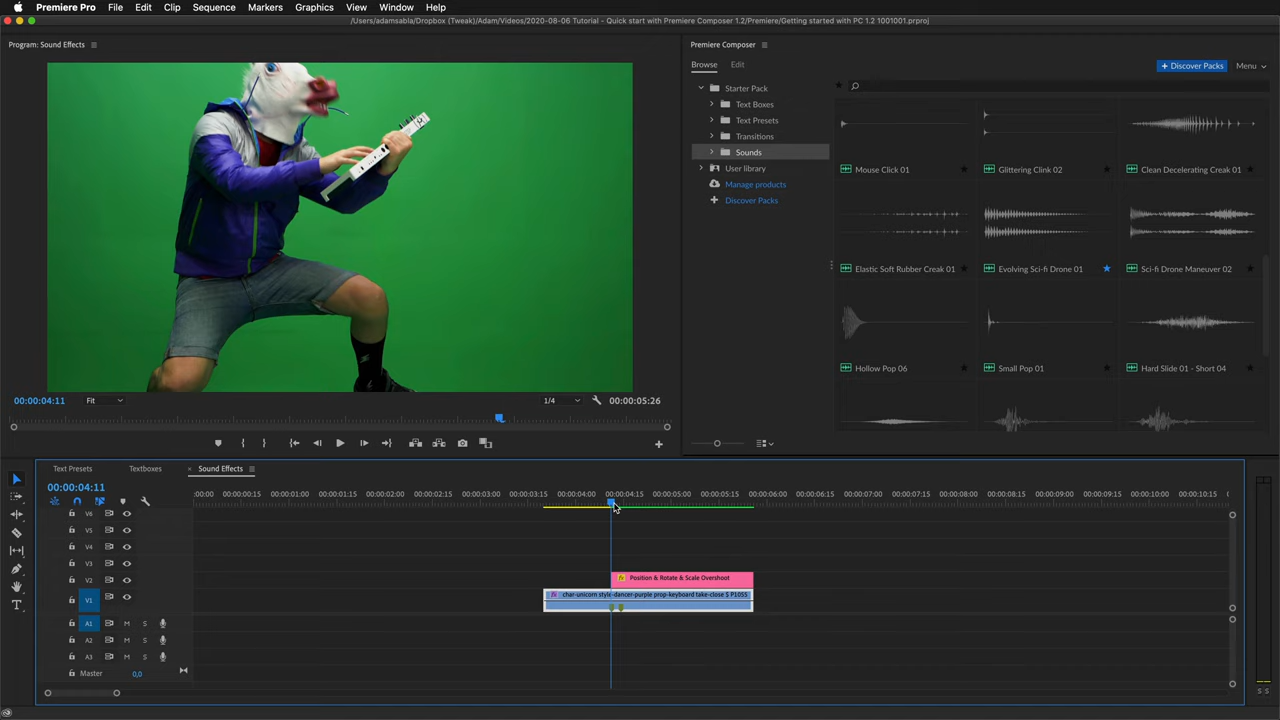 Premiere Pro File Edit Clip Sequence Markers Graphics View Window Help
/Users/adamsabla/Dropbox (Tweak)/Adam/Videos/2020-08-06 Tutorial - Quick start with Premiere Composer 1.2/Premiere/Getting started with PC 1.2 1001001.prproj
Program: Sound Effects
Premiere Composer
Browse Edit
+ Discover Packs
Menu
Starter Pack
Text Boxes
Text Presets
Transitions
Sounds
User library
Manage products
Discover Packs
Mouse Click 01 Glittering Clink 02 Clean Decelerating Creak 01
Elastic Soft Rubber Creak 01 Evolving Sci-fi Drone 01 Sci-fi Drone Maneuver 02
Hollow Pop 06 Small Pop 01 Hard Slide 01 - Short 04
00:00:04:11 Fit 1/4 00:00:05:26
Text Presets Textboxes × Sound Effects
00:00:04:11
:00:00 00:00:00:15 00:00:01:00 00:00:01:15 00:00:02:00 00:00:02:15 00:00:03:00 00:00:03:15 00:00:04:00 00:00:04:15 00:00:05:00 00:00:05:15 00:00:06:00 00:00:06:15 00:00:07:00 00:00:07:15 00:00:08:00 00:00:08:15 00:00:09:00 00:00:09:15 00:00:10:00 00:00:10:15
V6
V5
V4
V3
V2 fx Position & Rotate & Scale Overshoot
V1 fx char-unicorn style-dancer-purple prop-keyboard take-close $ P1055
A1 M S
A2 M S
A3 M S
Master 0,0
S S